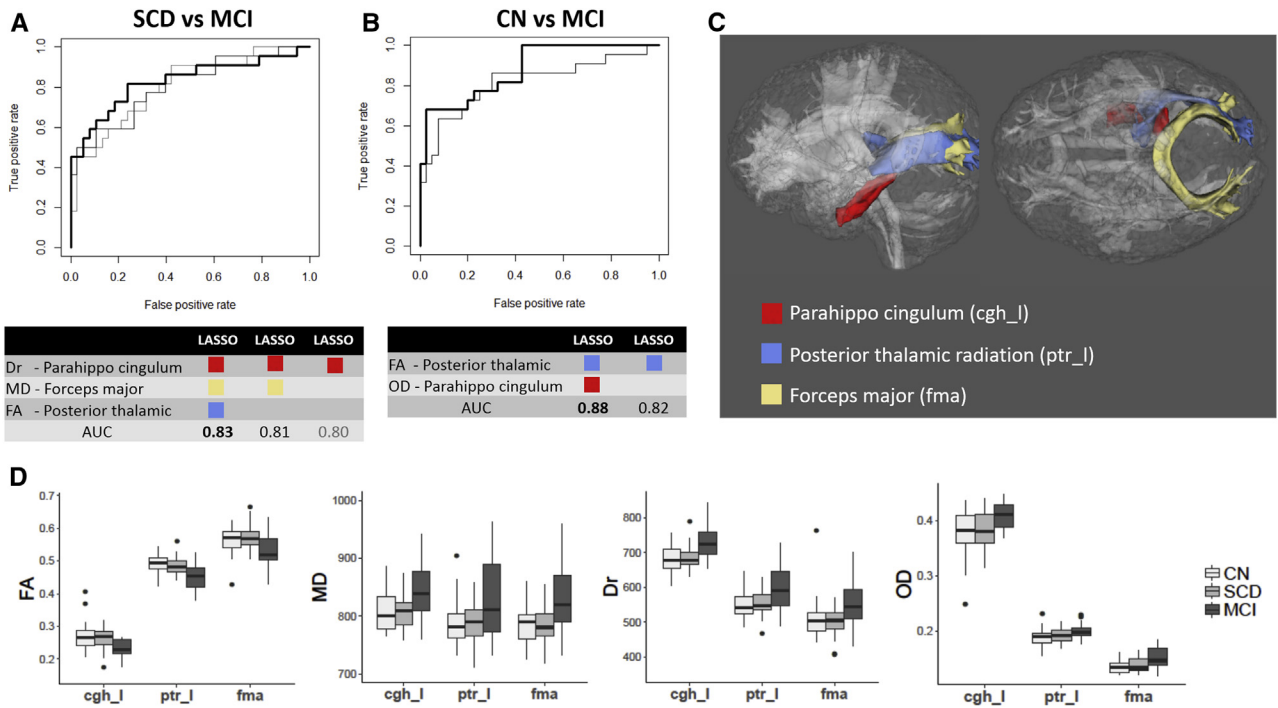 A
SCD vs MCI
True positive rate
1.0
0.8
0.6
0.4
0.2
0.0
0.0 0.2 0.4 0.6 0.8 1.0
False positive rate
LASSO LASSO LASSO
Dr - Parahippo cingulum
MD - Forceps major
FA - Posterior thalamic
AUC 0.83 0.81 0.80
B
CN vs MCI
True positive rate
1.0
0.8
0.6
0.4
0.2
0.0
0.0 0.2 0.4 0.6 0.8 1.0
False positive rate
LASSO LASSO
FA - Posterior thalamic
OD - Parahippo cingulum
AUC 0.88 0.82
C
Parahippo cingulum (cgh_l)
Posterior thalamic radiation (ptr_l)
Forceps major (fma)
D
FA
0.7
0.6
0.5
0.4
0.3
0.2
cgh_l ptr_l fma
MD
1000
900
800
700
cgh_l ptr_l fma
Dr
800
700
600
500
400
cgh_l ptr_l fma
OD
0.4
0.3
0.2
cgh_l ptr_l fma
CN
SCD
MCI